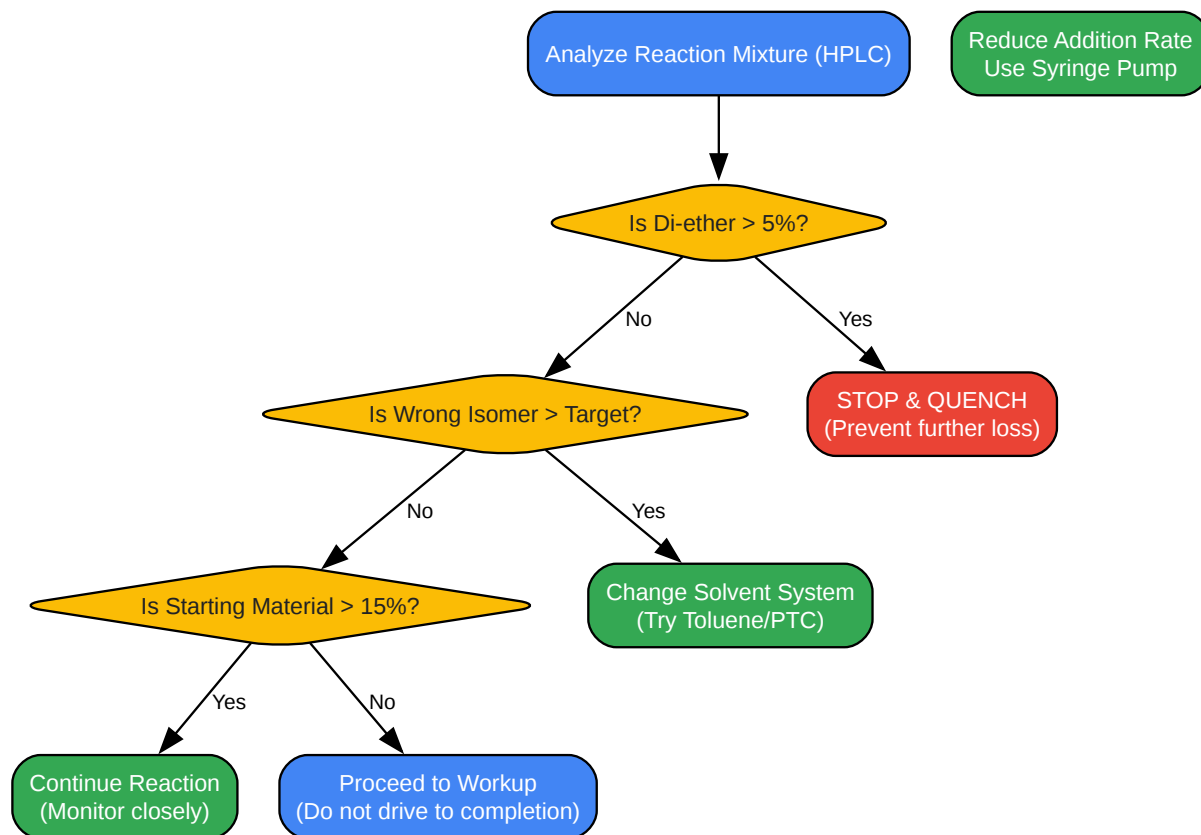 Analyze Reaction Mixture (HPLC)
Reduce Addition Rate
Use Syringe Pump
Is Di-ether > 5%?
No
Yes
Is Wrong Isomer > Target?
STOP & QUENCH
(Prevent further loss)
No
Yes
Is Starting Material > 15%?
Change Solvent System
(Try Toluene/PTC)
Yes
No
Continue Reaction
(Monitor closely)
Proceed to Workup
(Do not drive to completion)